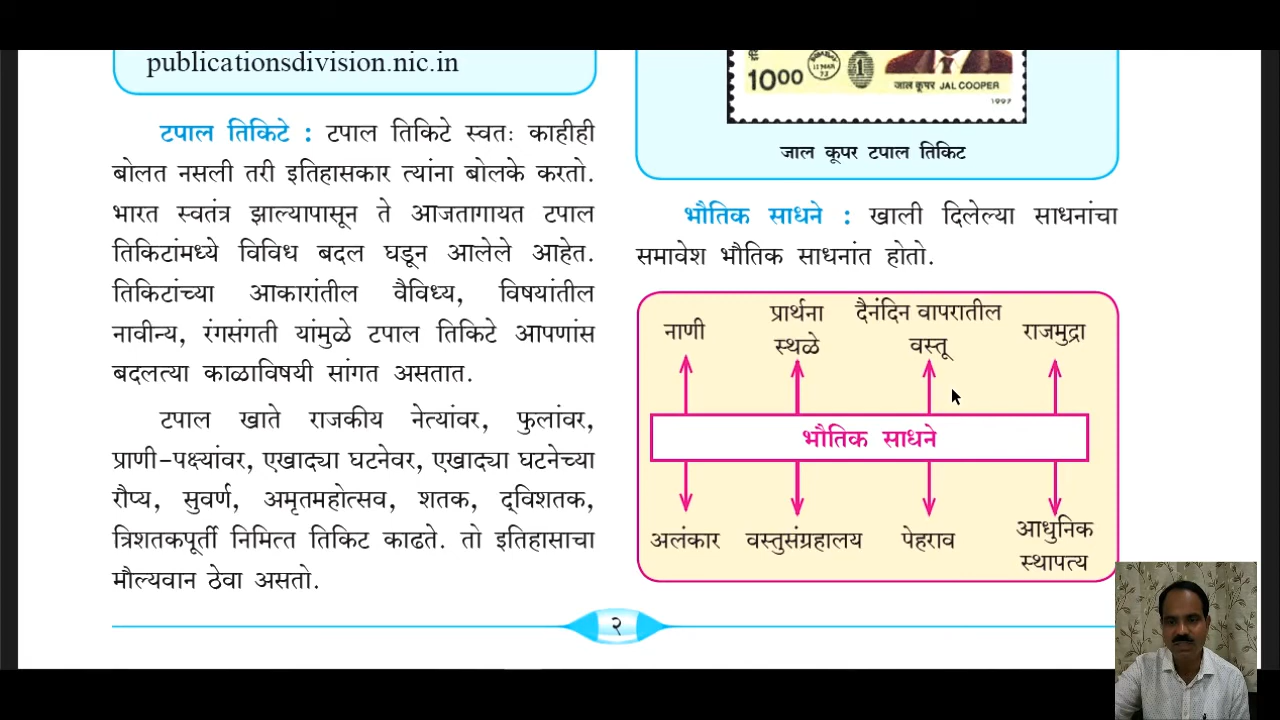 publicationsdivision.nic.in
टपाल तिकिटे : टपाल तिकिटे स्वतः काहीही
बोलत नसली तरी इतिहासकार त्यांना बोलके करतो.
भारत स्वतंत्र झाल्यापासून ते आजतागायत टपाल
तिकिटांमध्ये विविध बदल घडून आलेले आहेत.
तिकिटांच्या आकारांतील वैविध्य, विषयांतील
नावीन्य, रंगसंगती यांमुळे टपाल तिकिटे आपणांस
बदलत्या काळाविषयी सांगत असतात.
टपाल खाते राजकीय नेत्यांवर, फुलांवर,
प्राणी-पक्ष्यांवर, एखाद्या घटनेवर, एखाद्या घटनेच्या
रौप्य, सुवर्ण, अमृतमहोत्सव, शतक, द्‌विशतक,
त्रिशतकपूर्ती निमित्त तिकिट काढते. तो इतिहासाचा
मौल्यवान ठेवा असतो.
1000
जाल कूपर JAL COOPER
1997
जाल कूपर टपाल तिकिट
भौतिक साधने : खाली दिलेल्या साधनांचा
समावेश भौतिक साधनांत होतो.
नाणी
प्रार्थना
स्थळे
दैनंदिन वापरातील
वस्तू
राजमुद्रा
भौतिक साधने
अलंकार
वस्तुसंग्रहालय
पेहराव
आधुनिक
स्थापत्य
२